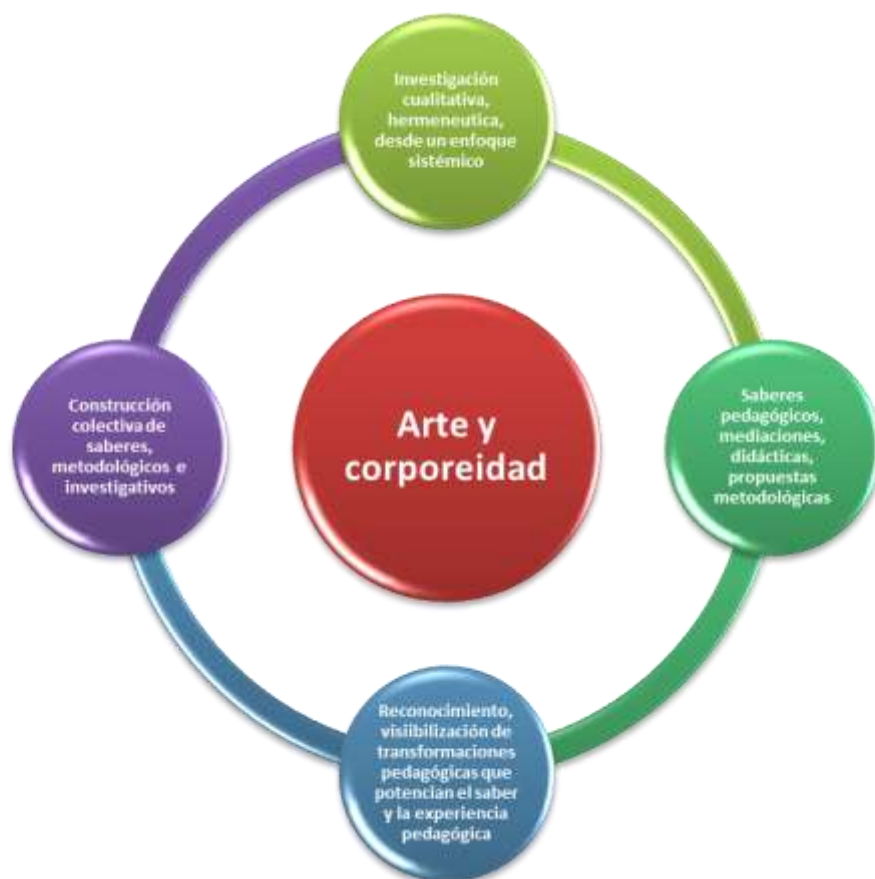 Investigación
cualitativa,
hermeneutica,
desde un enfoque
sistémico
Arte y
corporeidad
Saberes
pedagógicos,
mediaciones,
didácticas,
propuestas
metodológicas
Reconocimiento,
visiibilización de
transformaciones
pedagógicas que
potencian el saber
y la experiencia
pedagógica
Construcción
colectiva de
saberes,
metodológicos e
investigativos